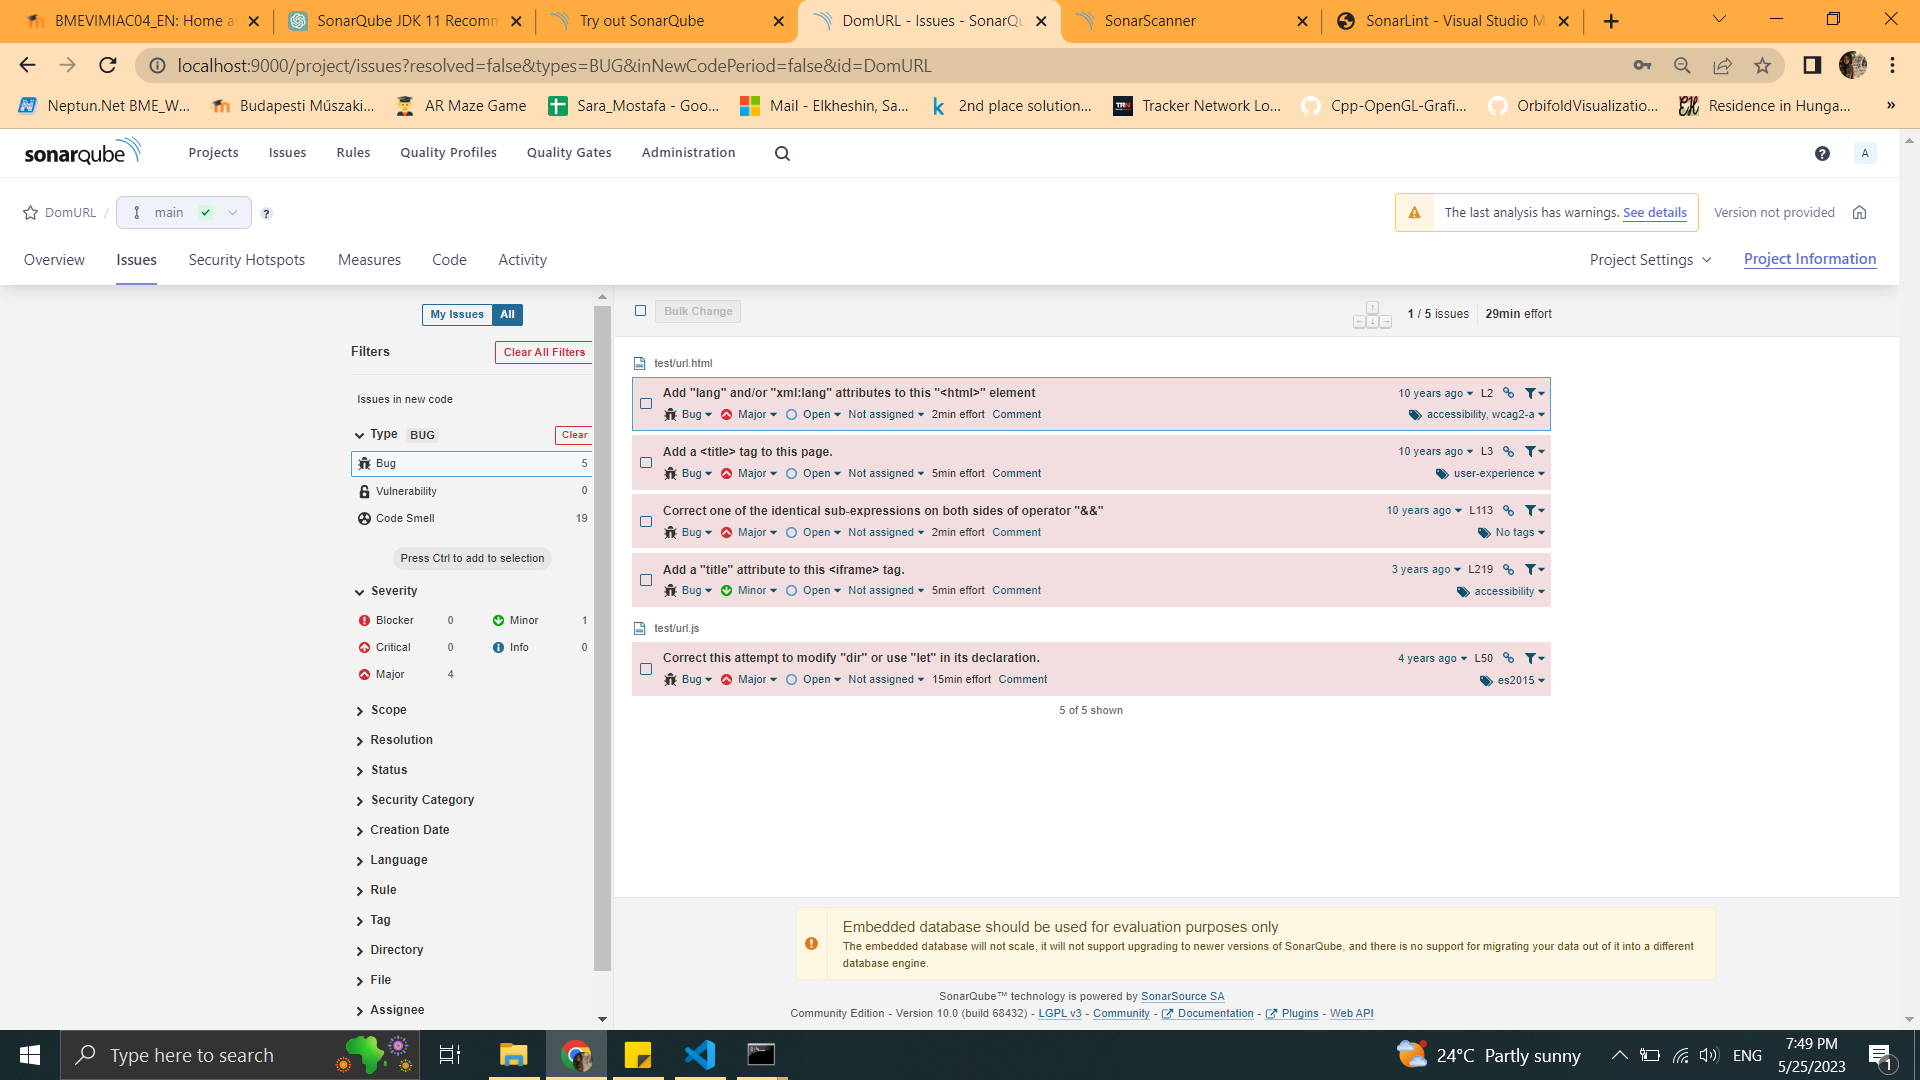 BMEVIMIAC04_EN: Home a
SonarQube JDK 11 Recomm
Try out SonarQube
DomURL - Issues - SonarQu
SonarScanner
SonarLint - Visual Studio M
localhost:9000/project/issues?resolved=false&types=BUG&inNewCodePeriod=false&id=DomURL
Neptun.Net BME_W...
Budapesti Műszaki...
AR Maze Game
Sara_Mostafa - Goo...
Mail - Elkheshin, Sa...
2nd place solution...
Tracker Network Lo...
Cpp-OpenGL-Grafi...
OrbifoldVisualizatio...
Residence in Hunga...
»
sonarqube
Projects
Issues
Rules
Quality Profiles
Quality Gates
Administration
A
DomURL / main
The last analysis has warnings. See details
Version not provided
Overview
Issues
Security Hotspots
Measures
Code
Activity
Project Settings
Project Information
My Issues All
Bulk Change
1 / 5 issues
29min effort
Filters
Clear All Filters
Issues in new code
Type BUG
Clear
Bug 5
Vulnerability 0
Code Smell 19
Press Ctrl to add to selection
Severity
Blocker 0
Minor 1
Critical 0
Info 0
Major 4
Scope
Resolution
Status
Security Category
Creation Date
Language
Rule
Tag
Directory
File
Assignee
test/url.html
Add "lang" and/or "xml:lang" attributes to this "<html>" element
10 years ago L2
Bug Major Open Not assigned 2min effort Comment
accessibility, wcag2-a
Add a <title> tag to this page.
10 years ago L3
Bug Major Open Not assigned 5min effort Comment
user-experience
Correct one of the identical sub-expressions on both sides of operator "&&"
10 years ago L113
Bug Major Open Not assigned 2min effort Comment
No tags
Add a "title" attribute to this <iframe> tag.
3 years ago L219
Bug Minor Open Not assigned 5min effort Comment
accessibility
test/url.js
Correct this attempt to modify "dir" or use "let" in its declaration.
4 years ago L50
Bug Major Open Not assigned 15min effort Comment
es2015
5 of 5 shown
Embedded database should be used for evaluation purposes only
The embedded database will not scale, it will not support upgrading to newer versions of SonarQube, and there is no support for migrating your data out of it into a different
database engine.
SonarQube™ technology is powered by SonarSource SA
Community Edition - Version 10.0 (build 68432) - LGPL v3 - Community - Documentation - Plugins - Web API
Type here to search
24°C Partly sunny
ENG
7:49 PM
5/25/2023
1